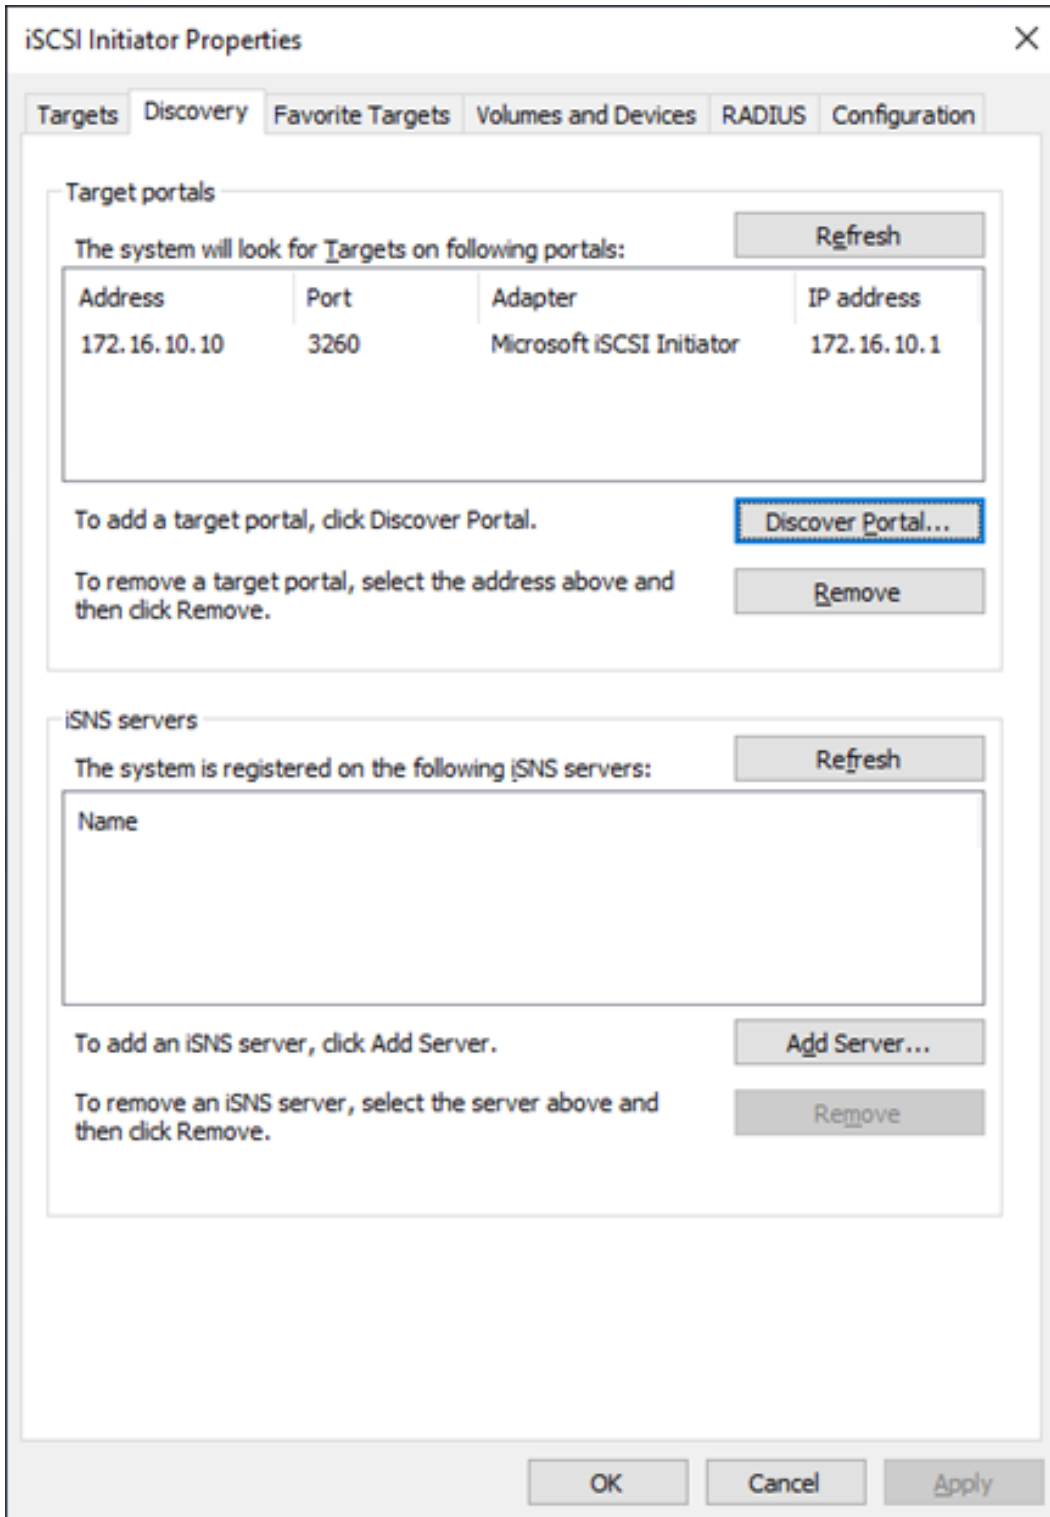 iSCSI Initiator Properties
Targets Discovery Favorite Targets Volumes and Devices RADIUS Configuration
Target portals
The system will look for Targets on following portals:
Refresh
Address Port Adapter IP address
172.16.10.10 3260 Microsoft iSCSI Initiator 172.16.10.1
To add a target portal, click Discover Portal.
Discover Portal...
To remove a target portal, select the address above and
then click Remove.
Remove
iSNS servers
The system is registered on the following iSNS servers:
Refresh
Name
To add an iSNS server, click Add Server.
Add Server...
To remove an iSNS server, select the server above and
then click Remove.
Remove
OK Cancel Apply